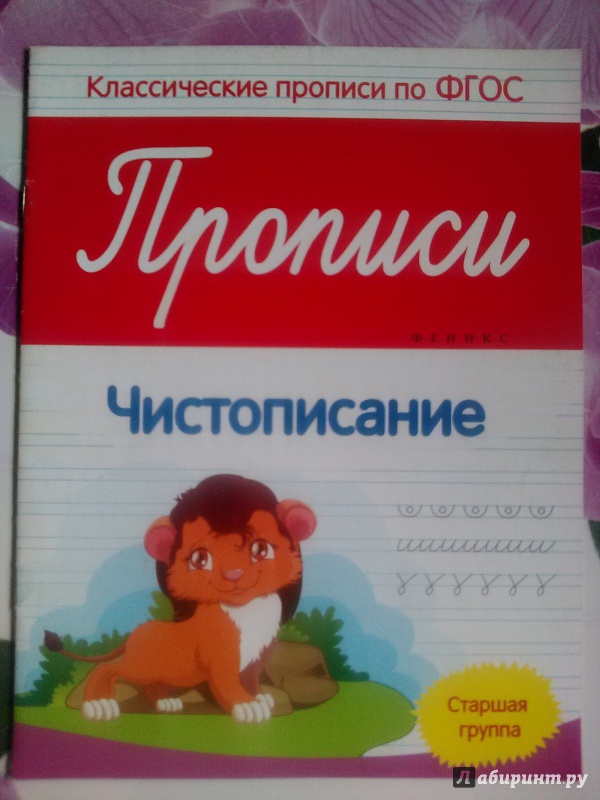 Классические прописи по ФГОС
Прописи
ФЕНИКС
Чистописание
Старшая
группа
Лабиринт.ру